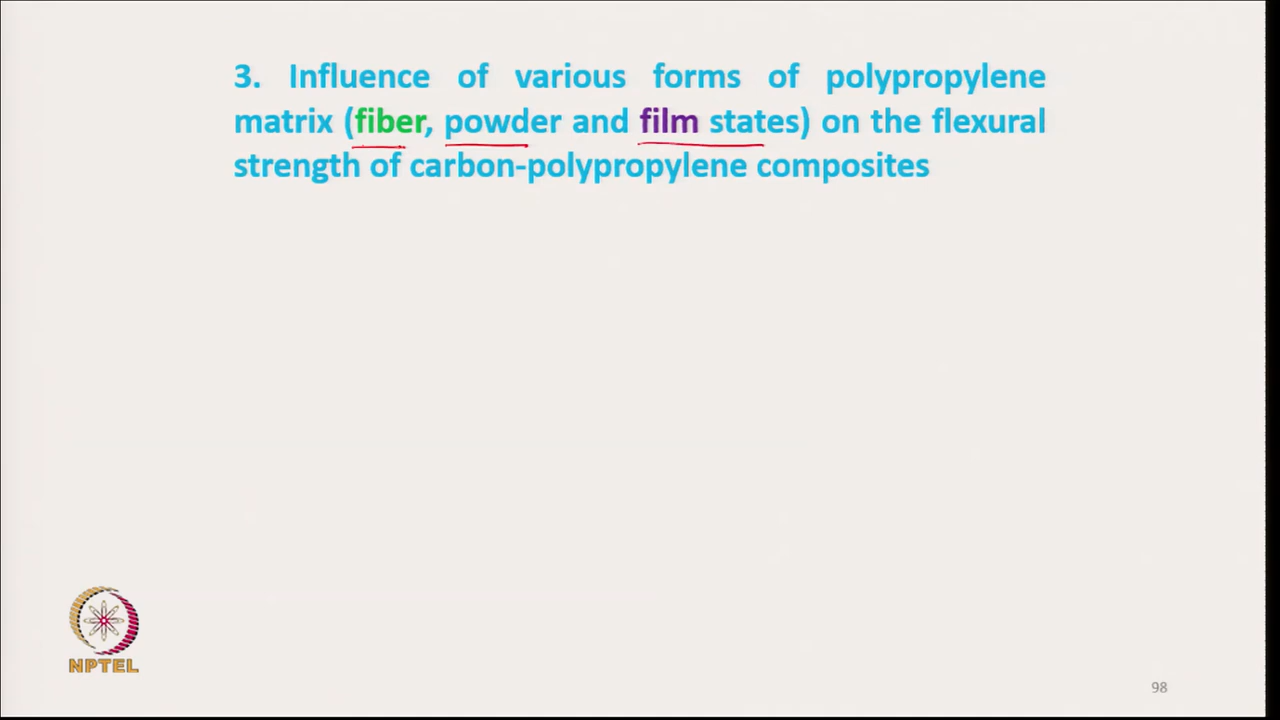 3. Influence of various forms of polypropylene
matrix (fiber, powder and film states) on the flexural
strength of carbon-polypropylene composites
NPTEL
98